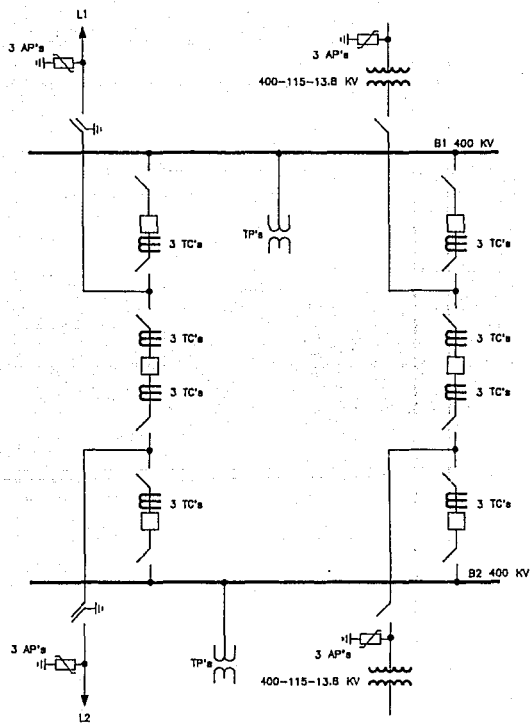 L1
3 AP's
3 AP's
400-115-13.8 KV
B1 400 KV
TP's
3 TC's
3 TC's
3 TC's
3 TC's
3 TC's
3 TC's
3 TC's
3 TC's
B2 400 KV
3 AP's
TP's
3 AP's
400-115-13.8 KV
L2